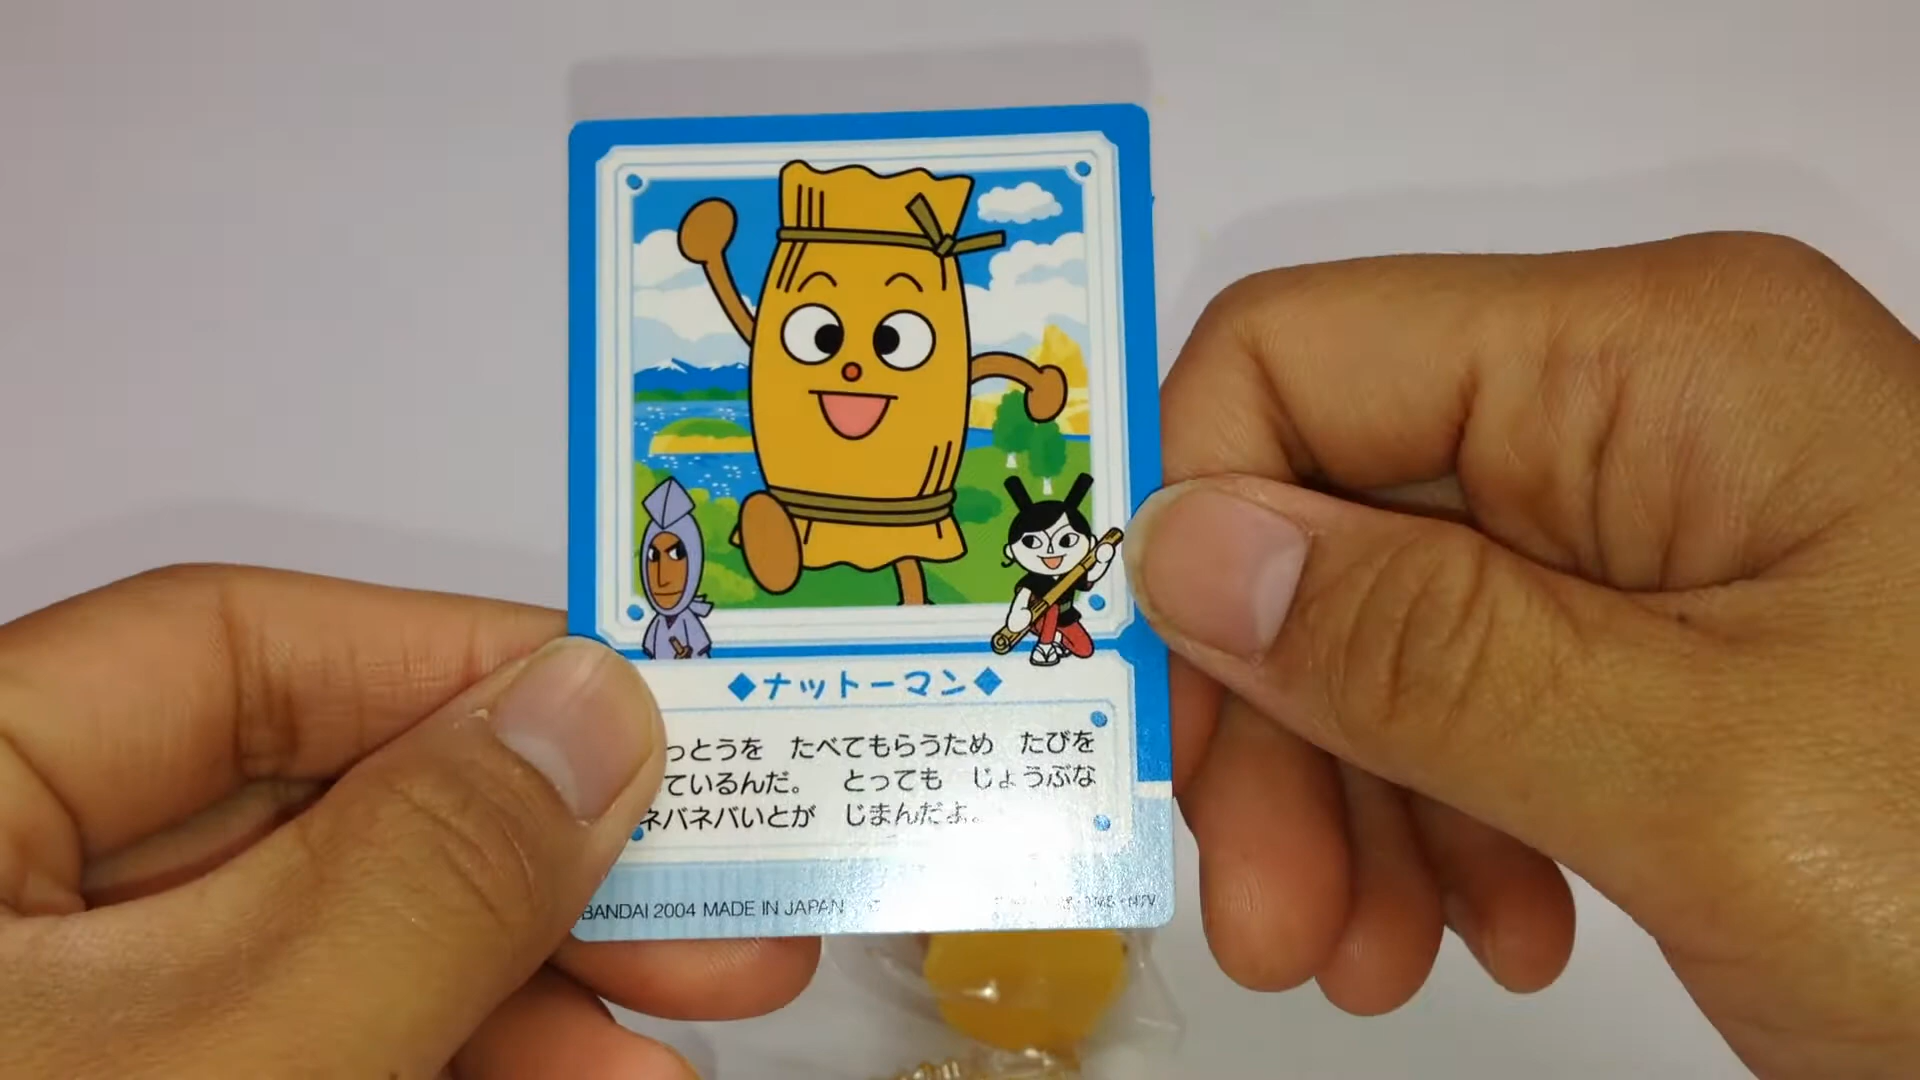 ◆ナットーマン◆
っとうを たべてもらうため たびを
ているんだ。 とっても じょうぶな
ネバネバいとが じまんだよ。
BANDAI 2004 MADE IN JAPAN